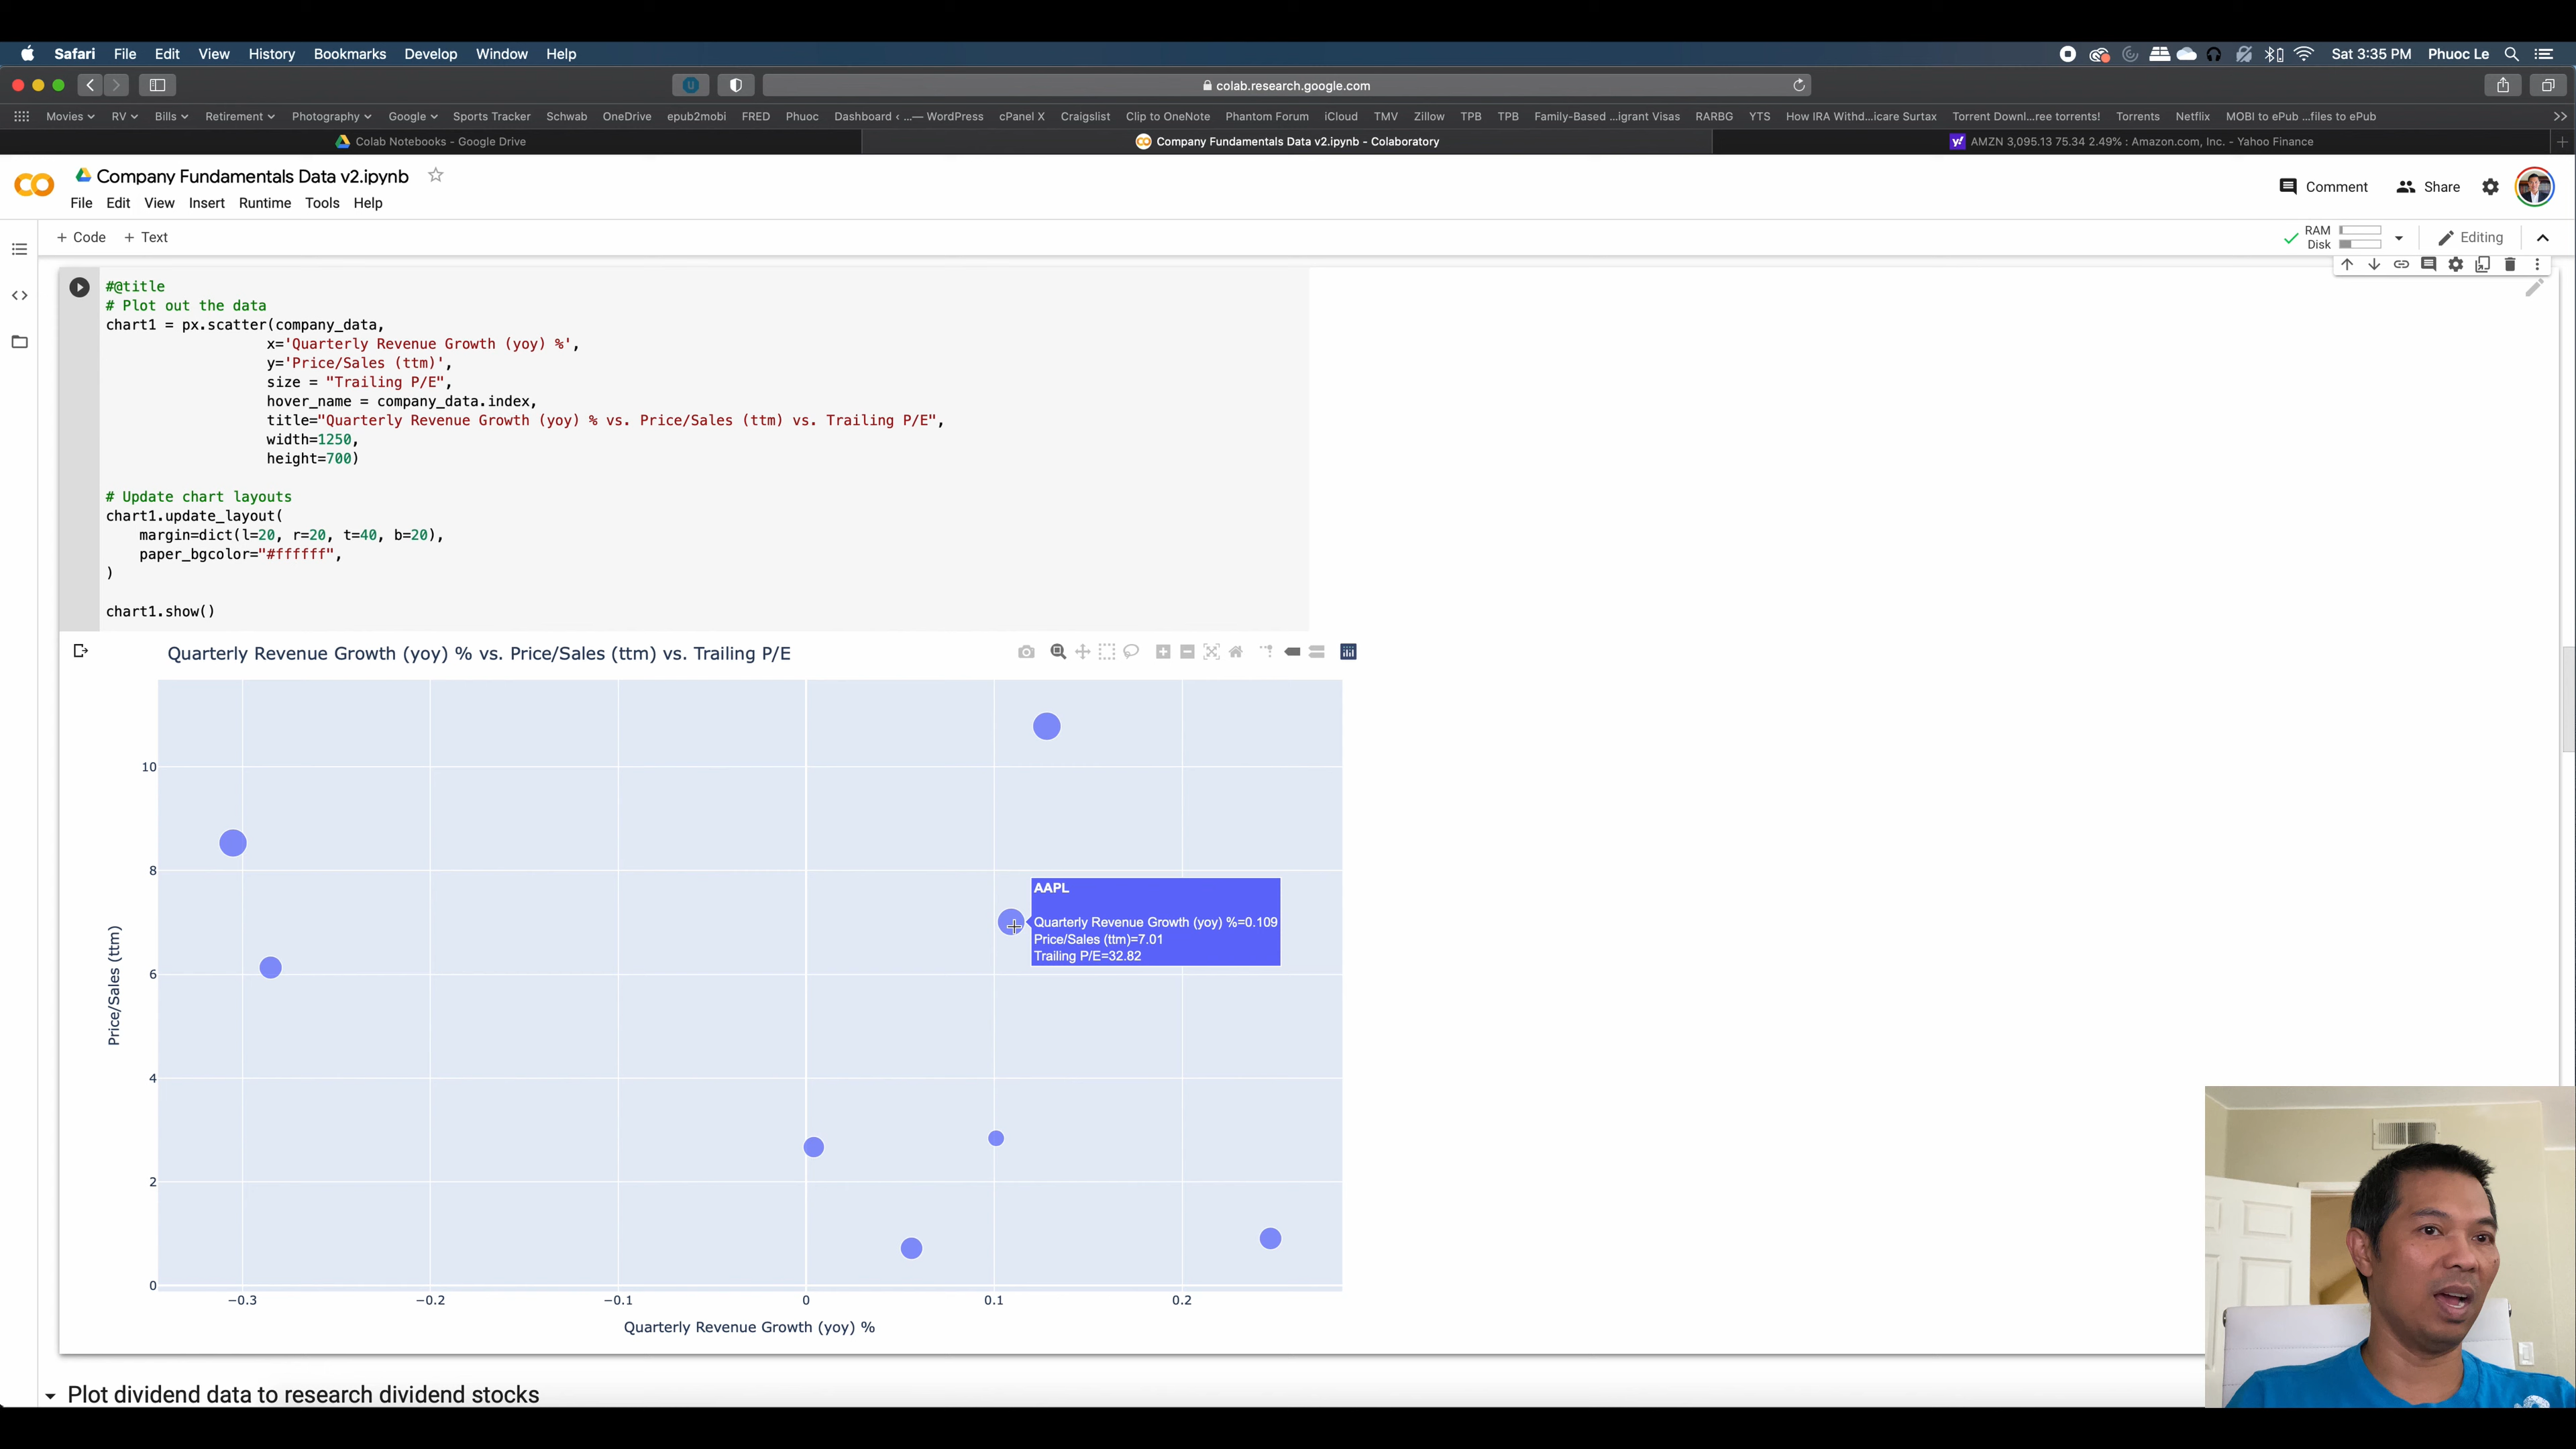 Safari File Edit View History Bookmarks Develop Window Help Sat 3:35 PM Phuoc Le
colab.research.google.com
Movies RV Bills Retirement Photography Google Sports Tracker Schwab OneDrive epub2mobi FRED Phuoc Dashboard ‹ ...— WordPress cPanel X Craigslist Clip to OneNote Phantom Forum iCloud TMV Zillow TPB TPB Family-Based ...igrant Visas RARBG YTS How IRA Withd...icare Surtax Torrent Downl...ree torrents! Torrents Netflix MOBI to ePub ...files to ePub
Colab Notebooks - Google Drive
Company Fundamentals Data v2.ipynb - Colaboratory
AMZN 3,095.13 75.34 2.49% : Amazon.com, Inc. - Yahoo Finance
Company Fundamentals Data v2.ipynb
Comment Share
File Edit View Insert Runtime Tools Help
+ Code + Text
RAM
Disk
Editing
#@title
# Plot out the data
chart1 = px.scatter(company_data,
x='Quarterly Revenue Growth (yoy) %',
y='Price/Sales (ttm)',
size = "Trailing P/E",
hover_name = company_data.index,
title="Quarterly Revenue Growth (yoy) % vs. Price/Sales (ttm) vs. Trailing P/E",
width=1250,
height=700)
# Update chart layouts
chart1.update_layout(
margin=dict(l=20, r=20, t=40, b=20),
paper_bgcolor="#ffffff",
)
chart1.show()
Quarterly Revenue Growth (yoy) % vs. Price/Sales (ttm) vs. Trailing P/E
10
8
6
4
2
0
Price/Sales (ttm)
AAPL
Quarterly Revenue Growth (yoy) %=0.109
Price/Sales (ttm)=7.01
Trailing P/E=32.82
−0.3 −0.2 −0.1 0 0.1 0.2
Quarterly Revenue Growth (yoy) %
Plot dividend data to research dividend stocks